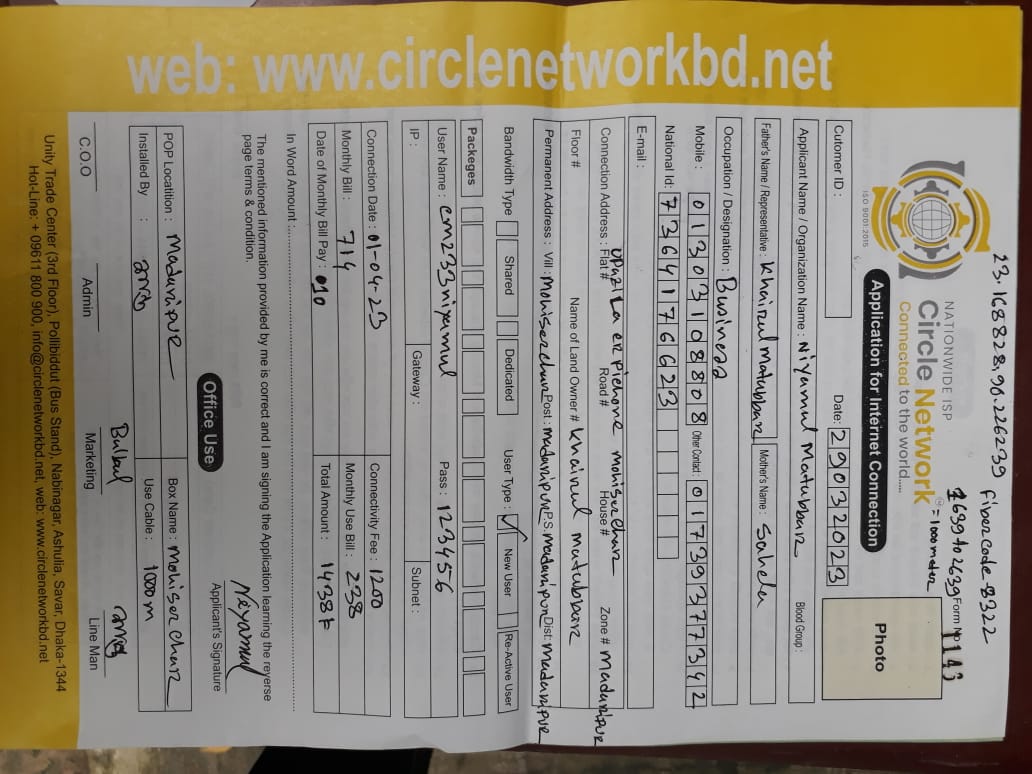 23.168828, 90.226239
Fiber Code 8322
1639 to 2639 Form No. 1143
= 1000 meter
NATIONWIDE ISP
Circle Network
Connected to the world.....
ISO 9001:2015
Application for Internet Connection
Photo
Cutomer ID : Date: 29032023
Applicant Name / Organization Name : Niyamul Matubbar Blood Group :
Father's Name / Representative : Khairul Matubbar Mother's Name : Saheda
Occupation / Designation : Business
Mobile : 01303108808 Other Contact : 01739377342
National Id: 7364176623
E-mail :
Connection Address : Flat # Road # House # Zone # Madaripur
Mohiserchar
Floor # Name of Land Owner # Khairul Matubbar
Permanent Address : Vill : Mohiserchar Post : Madaripur P.S : Madaripur Dist: Madaripur
Bandwidth Type Shared Dedicated User Type : ✓ New User Re-Active User
Packeges
User Name : cm233niyamul Pass : 123456
IP : Gateway : Subnet :
Connection Date : 01-04-23 Connectivity Fee : 1200
Monthly Bill : 714 Monthly Use Bill : 238
Date of Monthly Bill Pay : Total Amount : 1438
In Word Amount :
The mentioned information provided by me is correct and I am signing the Application learning the reverse
page terms & condition.
Niyamul
Applicant's Signature
Office Use
POP Locattion : Madaripur Box Name : Mohiser Char
Installed By : Use Cable : 1000 m
Bulbul
C.O.O Admin Marketing Line Man
Unity Trade Center (3rd Floor), Pollibiddut (Bus Stand), Nabinagar, Ashulia, Savar, Dhaka-1344
Hot-Line: + 09611 800 900, info@circlenetworkbd.net, web: www.circlenetworkbd.net
web: www.circlenetworkbd.net